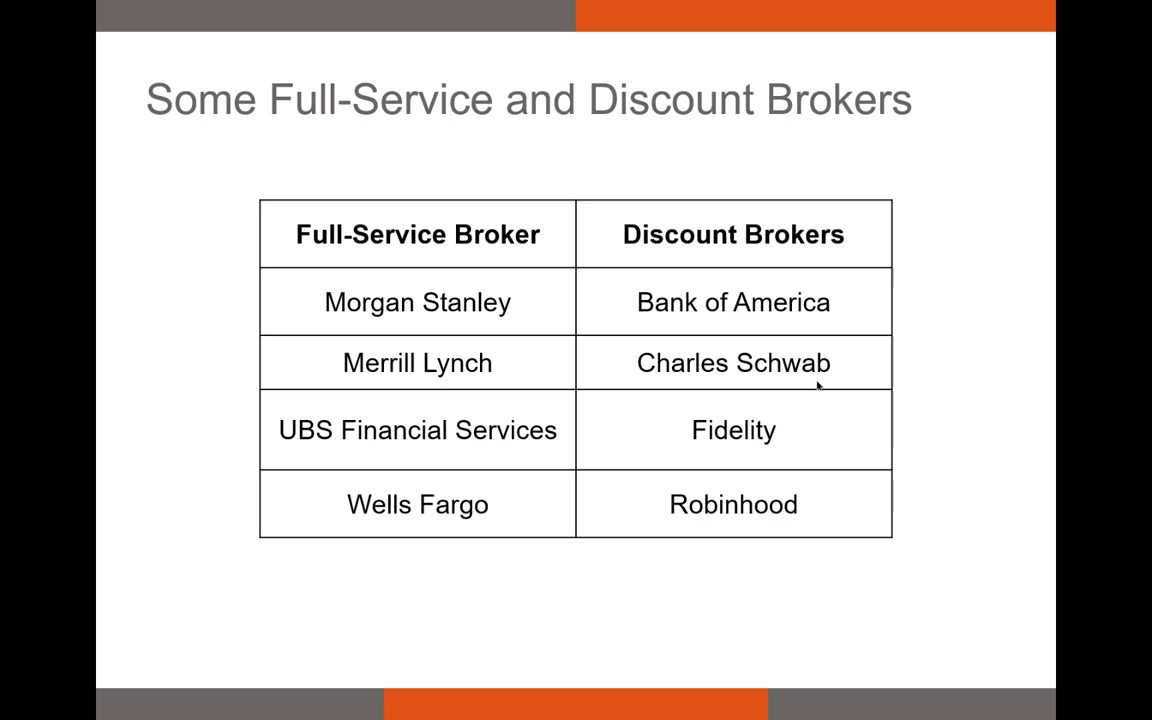 Some Full-Service and Discount Brokers
Full-Service Broker Discount Brokers
Morgan Stanley Bank of America
Merrill Lynch Charles Schwab
UBS Financial Services Fidelity
Wells Fargo Robinhood